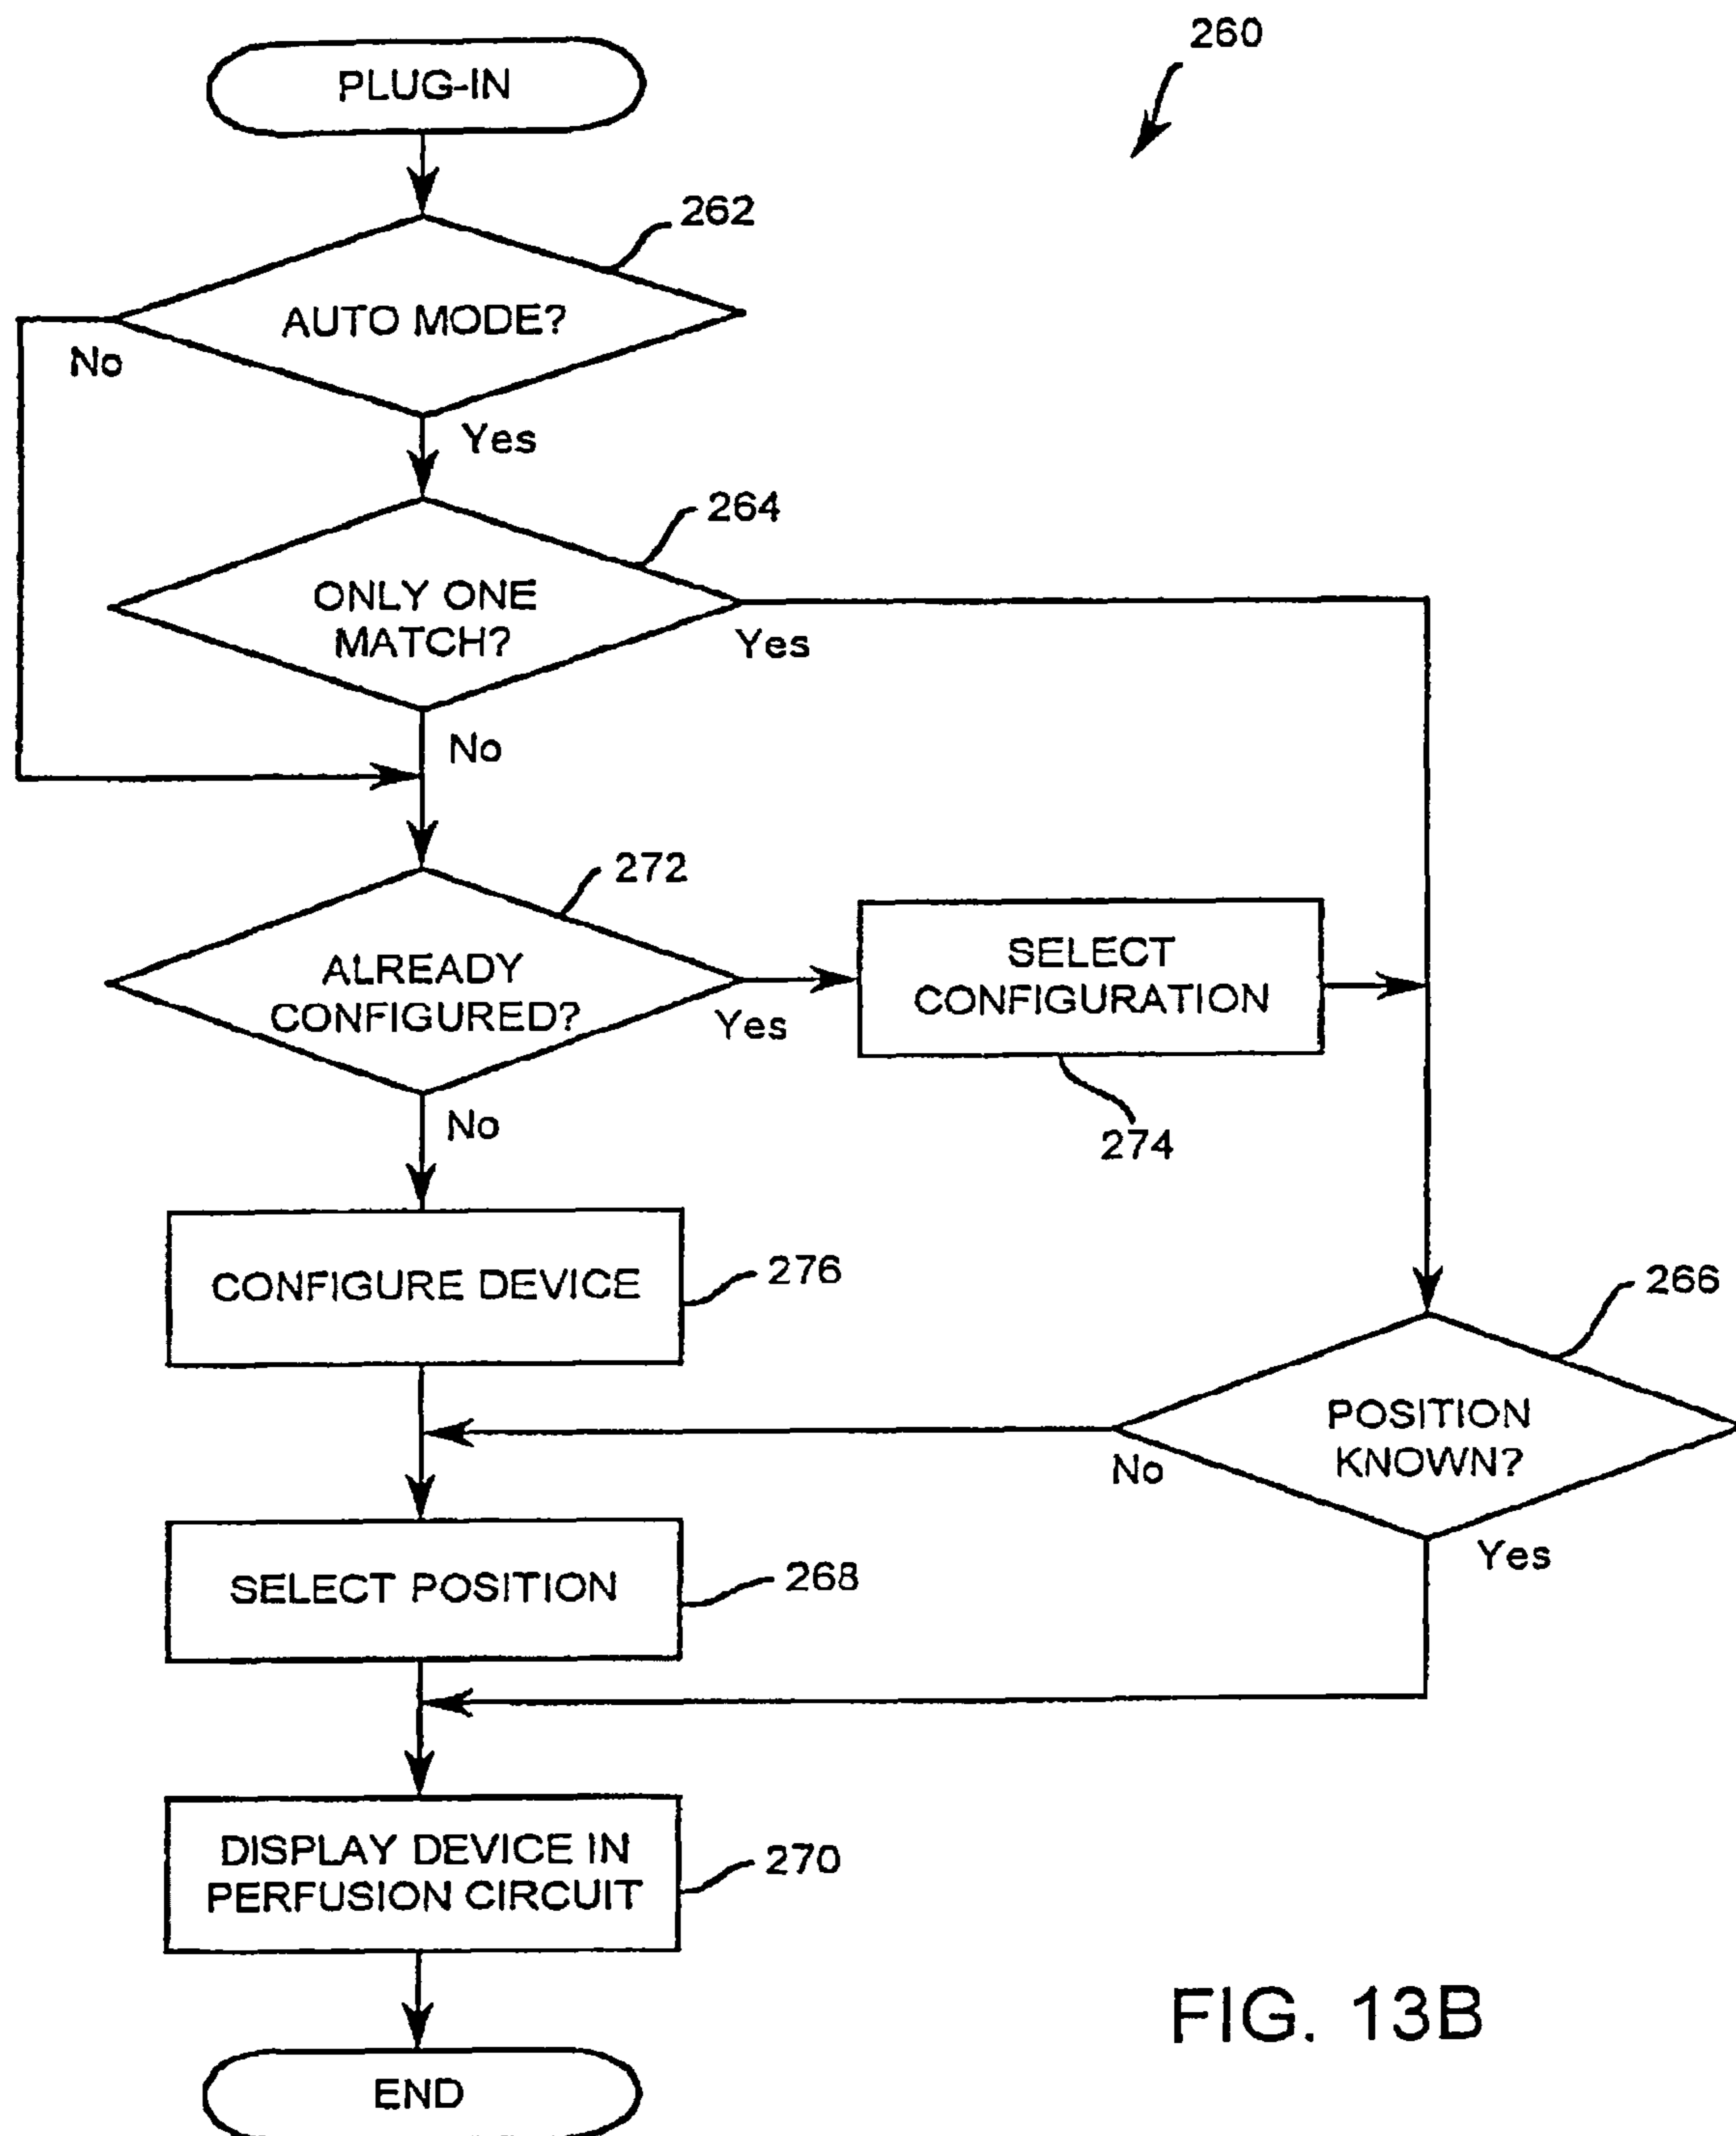 260
PLUG-IN
262
AUTO MODE?
No
Yes
264
ONLY ONE
MATCH?
Yes
No
272
ALREADY
CONFIGURED?
Yes
SELECT
CONFIGURATION
274
No
CONFIGURE DEVICE
276
266
POSITION
KNOWN?
No
Yes
SELECT POSITION
268
DISPLAY DEVICE IN
PERFUSION CIRCUIT
270
END
FIG. 13B